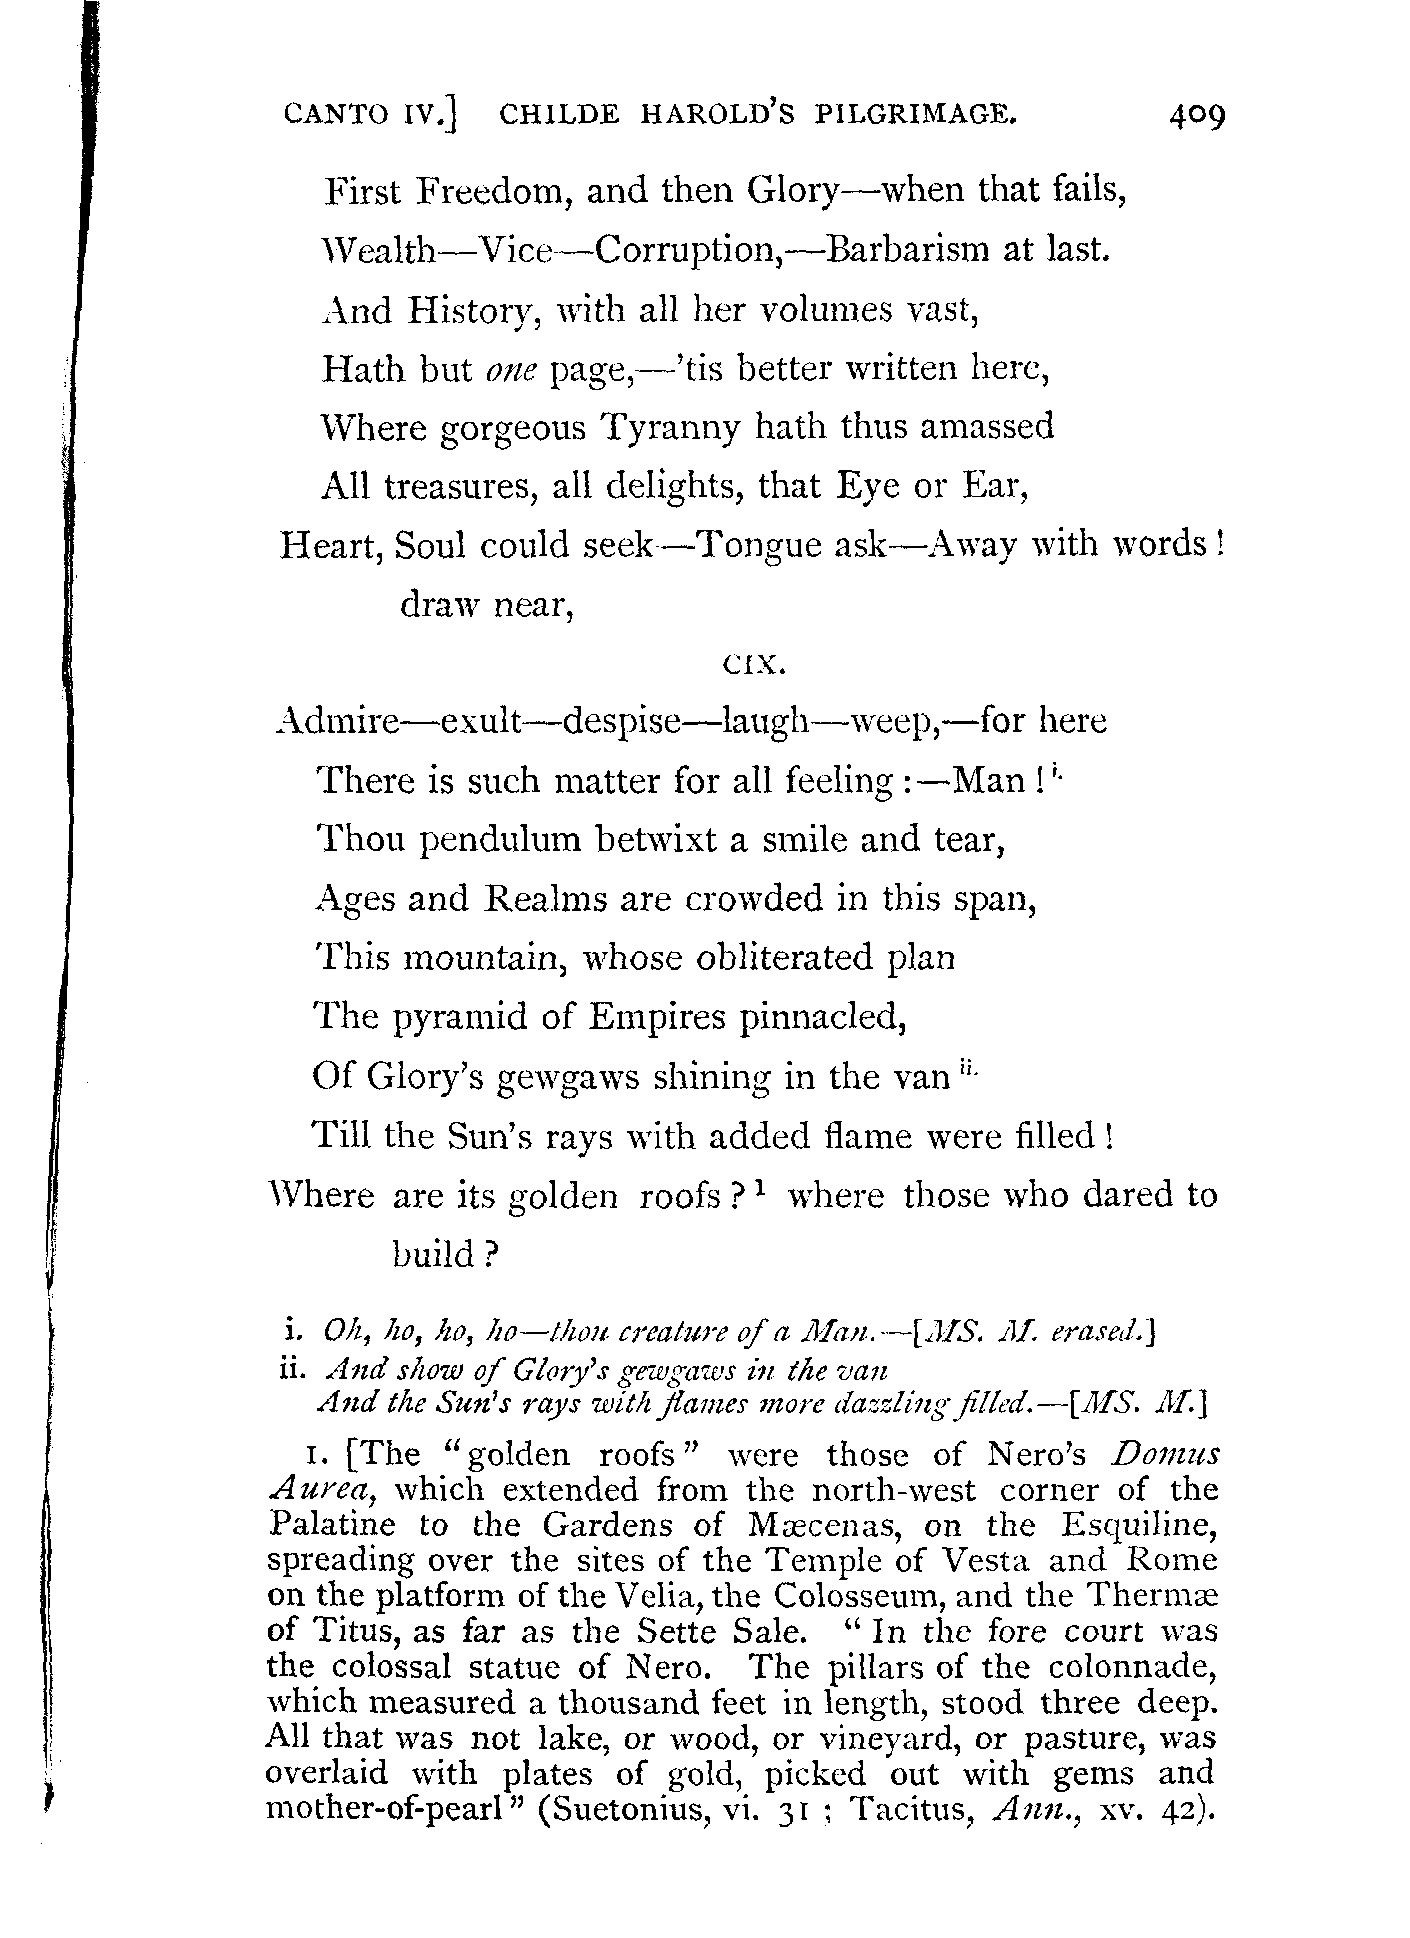 CANTO IV.] CHILDE HAROLD'S PILGRIMAGE. 409
First Freedom, and then Glory—when that fails,
Wealth—Vice—Corruption,—Barbarism at last.
And History, with all her volumes vast,
Hath but one page,—'tis better written here,
Where gorgeous Tyranny hath thus amassed
All treasures, all delights, that Eye or Ear,
Heart, Soul could seek—Tongue ask—Away with words!
draw near,
CIX.
Admire—exult—despise—laugh—weep,—for here
There is such matter for all feeling:—Man! i.
Thou pendulum betwixt a smile and tear,
Ages and Realms are crowded in this span,
This mountain, whose obliterated plan
The pyramid of Empires pinnacled,
Of Glory's gewgaws shining in the van ii.
Till the Sun's rays with added flame were filled!
Where are its golden roofs? 1 where those who dared to
build?
i. Oh, ho, ho, ho—thou creature of a Man.—[MS. M. erased.]
ii. And show of Glory's gewgaws in the van
And the Sun's rays with flames more dazzling filled.—[MS. M.]
1. [The "golden roofs" were those of Nero's Domus
Aurea, which extended from the north-west corner of the
Palatine to the Gardens of Mæcenas, on the Esquiline,
spreading over the sites of the Temple of Vesta and Rome
on the platform of the Velia, the Colosseum, and the Thermæ
of Titus, as far as the Sette Sale. "In the fore court was
the colossal statue of Nero. The pillars of the colonnade,
which measured a thousand feet in length, stood three deep.
All that was not lake, or wood, or vineyard, or pasture, was
overlaid with plates of gold, picked out with gems and
mother-of-pearl" (Suetonius, vi. 31; Tacitus, Ann., xv. 42).